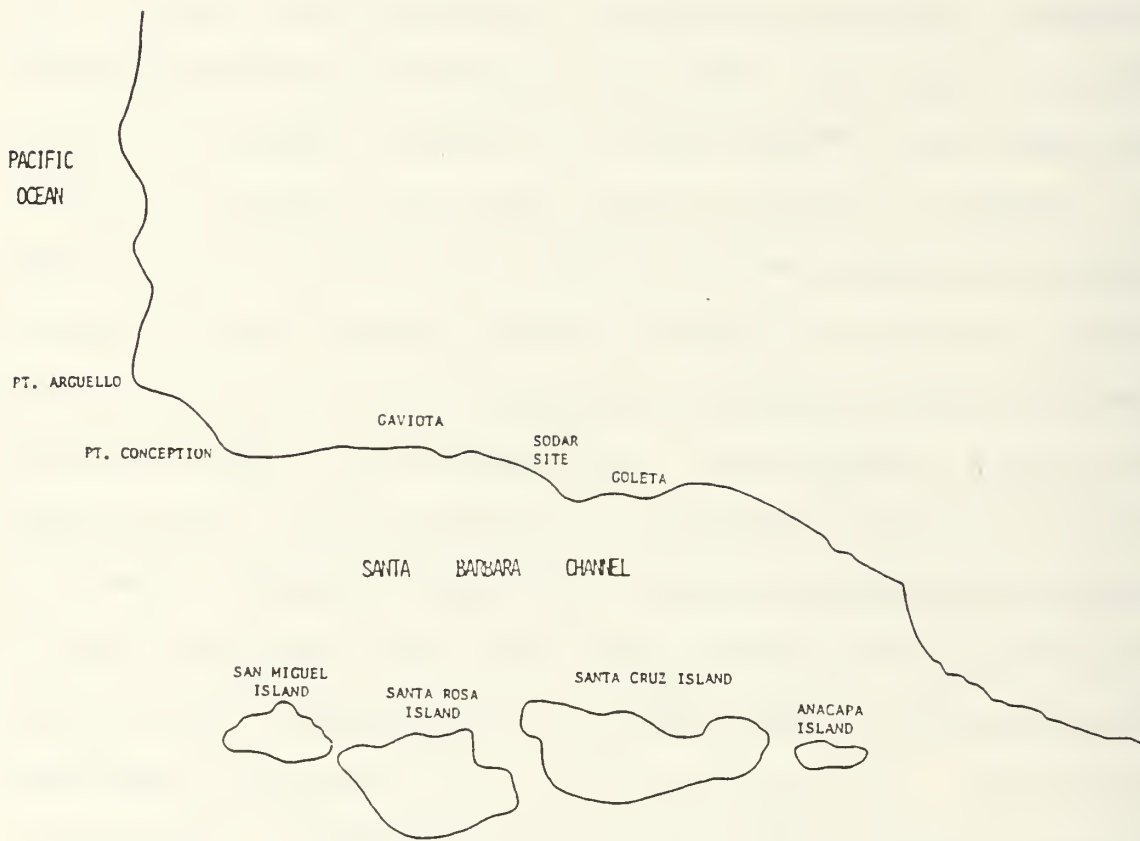 PACIFIC
OCEAN
PT. ARGUELLO
GAVIOTA
PT. CONCEPTION
SODAR
SITE
GOLETA
SANTA BARBARA CHANNEL
SAN MIGUEL
ISLAND
SANTA ROSA
ISLAND
SANTA CRUZ ISLAND
ANACAPA
ISLAND